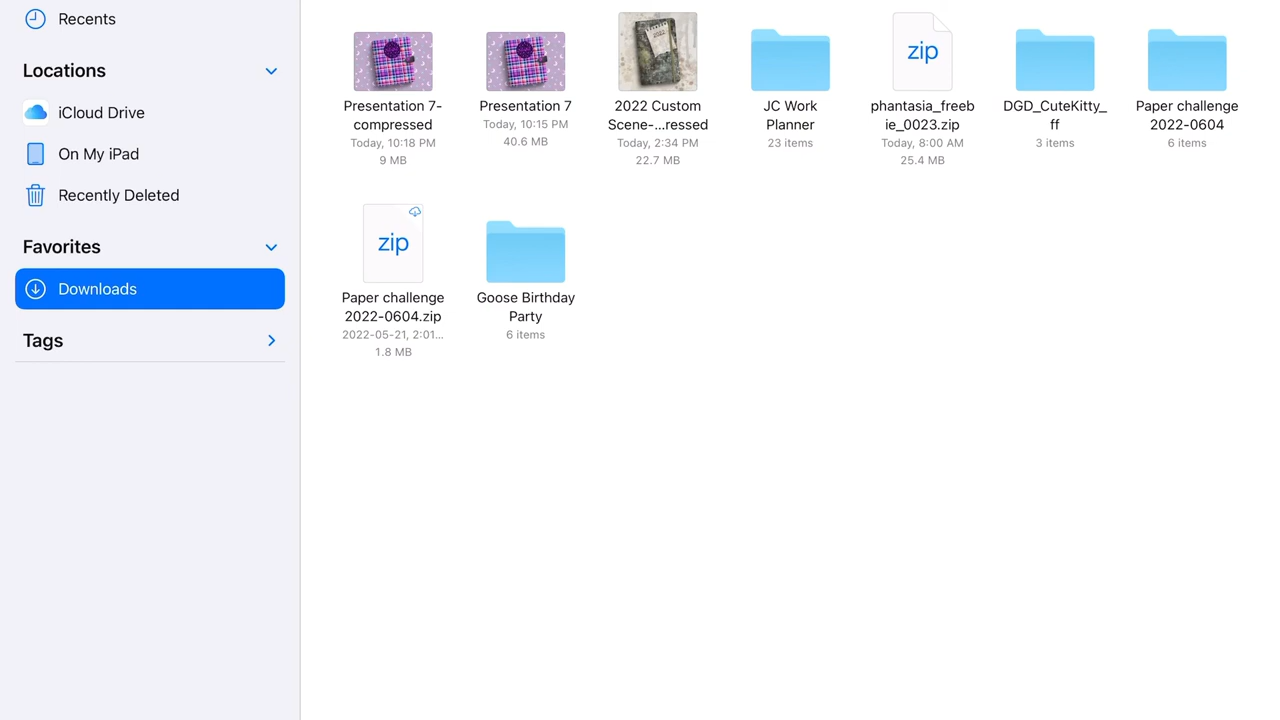 Recents
Locations
iCloud Drive
On My iPad
Recently Deleted
Favorites
Downloads
Tags
Presentation 7-
compressed
Today, 10:18 PM
9 MB
Presentation 7
Today, 10:15 PM
40.6 MB
2022 Custom
Scene-...ressed
Today, 2:34 PM
22.7 MB
JC Work
Planner
23 items
zip
phantasia_freeb
ie_0023.zip
Today, 8:00 AM
25.4 MB
DGD_CuteKitty_
ff
3 items
Paper challenge
2022-0604
6 items
zip
Paper challenge
2022-0604.zip
2022-05-21, 2:01...
1.8 MB
Goose Birthday
Party
6 items